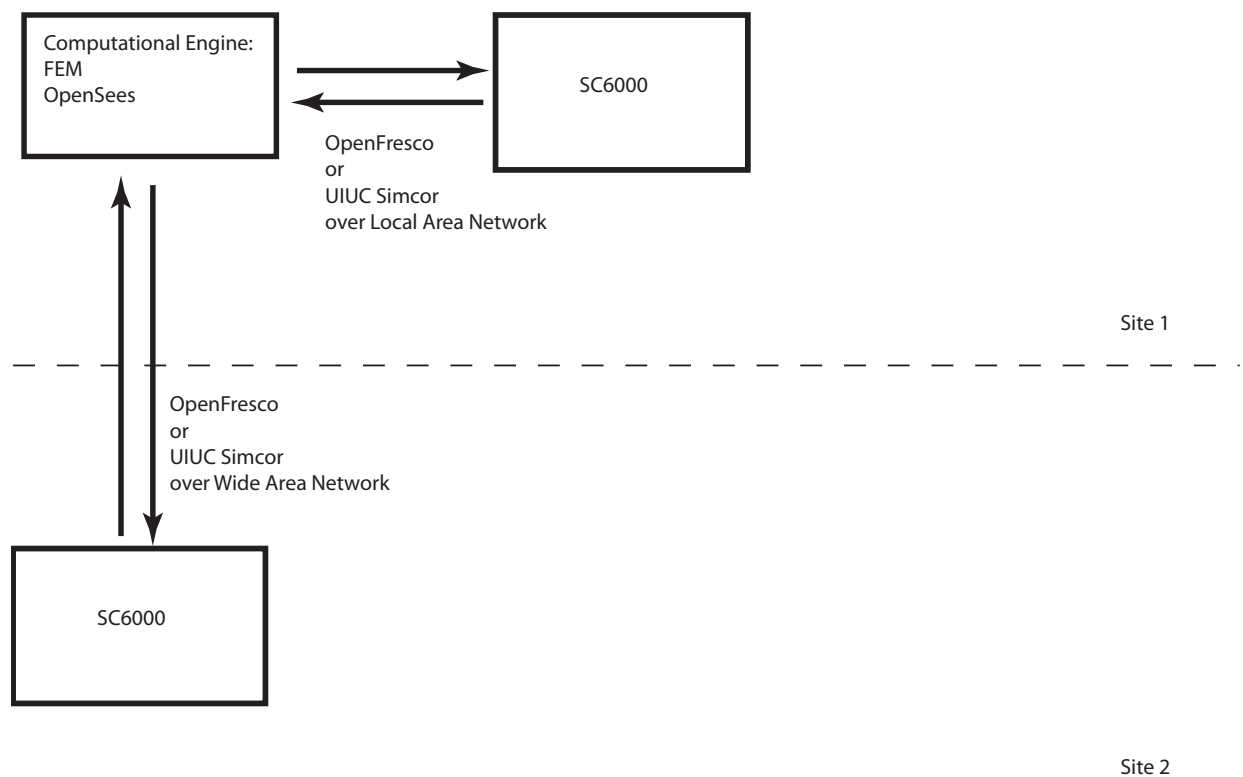 Computational Engine:
FEM
OpenSees
SC6000
OpenFresco
or
UIUC Simcor
over Local Area Network
Site 1
OpenFresco
or
UIUC Simcor
over Wide Area Network
SC6000
Site 2